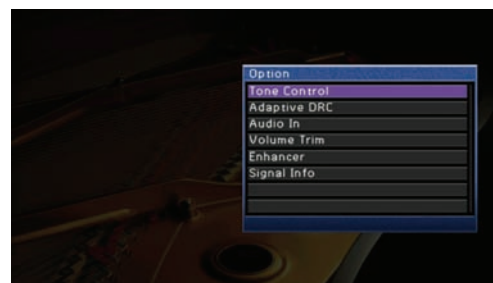 Option
Tone Control
Adaptive DRC
Audio In
Volume Trim
Enhancer
Signal Info